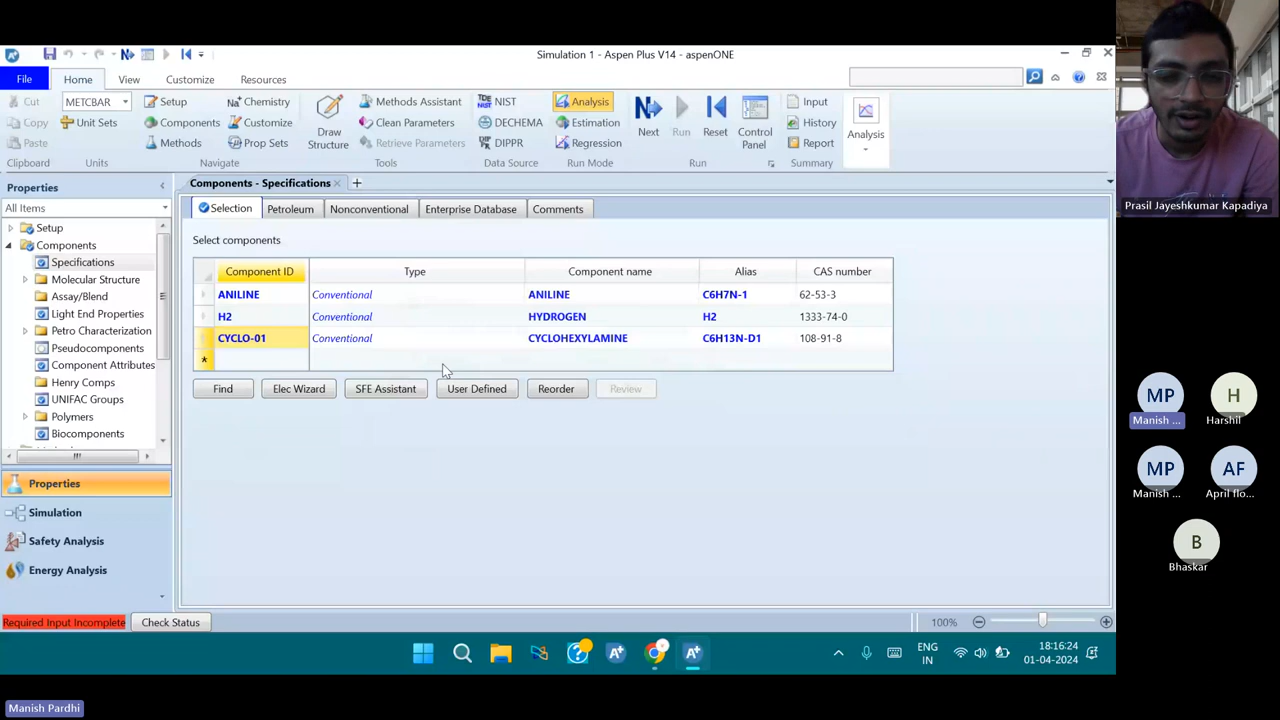 Simulation 1 - Aspen Plus V14 - aspenONE
File Home View Customize Resources
Cut METCBAR Setup Chemistry Methods Assistant NIST Analysis Input
Copy Unit Sets Components Customize Clean Parameters DECHEMA Estimation History
Paste Methods Prop Sets Draw Structure Retrieve Parameters DIPPR Regression Next Run Reset Control Panel Report Analysis
Clipboard Units Navigate Tools Data Source Run Mode Run Summary
Properties
All Items
Setup
Components
Specifications
Molecular Structure
Assay/Blend
Light End Properties
Petro Characterization
Pseudocomponents
Component Attributes
Henry Comps
UNIFAC Groups
Polymers
Biocomponents
Properties
Simulation
Safety Analysis
Energy Analysis
Required Input Incomplete Check Status
Components - Specifications
Selection Petroleum Nonconventional Enterprise Database Comments
Select components
Component ID Type Component name Alias CAS number
ANILINE Conventional ANILINE C6H7N-1 62-53-3
H2 Conventional HYDROGEN H2 1333-74-0
CYCLO-01 Conventional CYCLOHEXYLAMINE C6H13N-D1 108-91-8
Find Elec Wizard SFE Assistant User Defined Reorder Review
100%
ENG
IN
18:16:24
01-04-2024
Prasil Jayeshkumar Kapadiya
MP H
Manish ... Harshil
MP AF
Manish ... April flo...
B
Bhaskar
Manish Pardhi